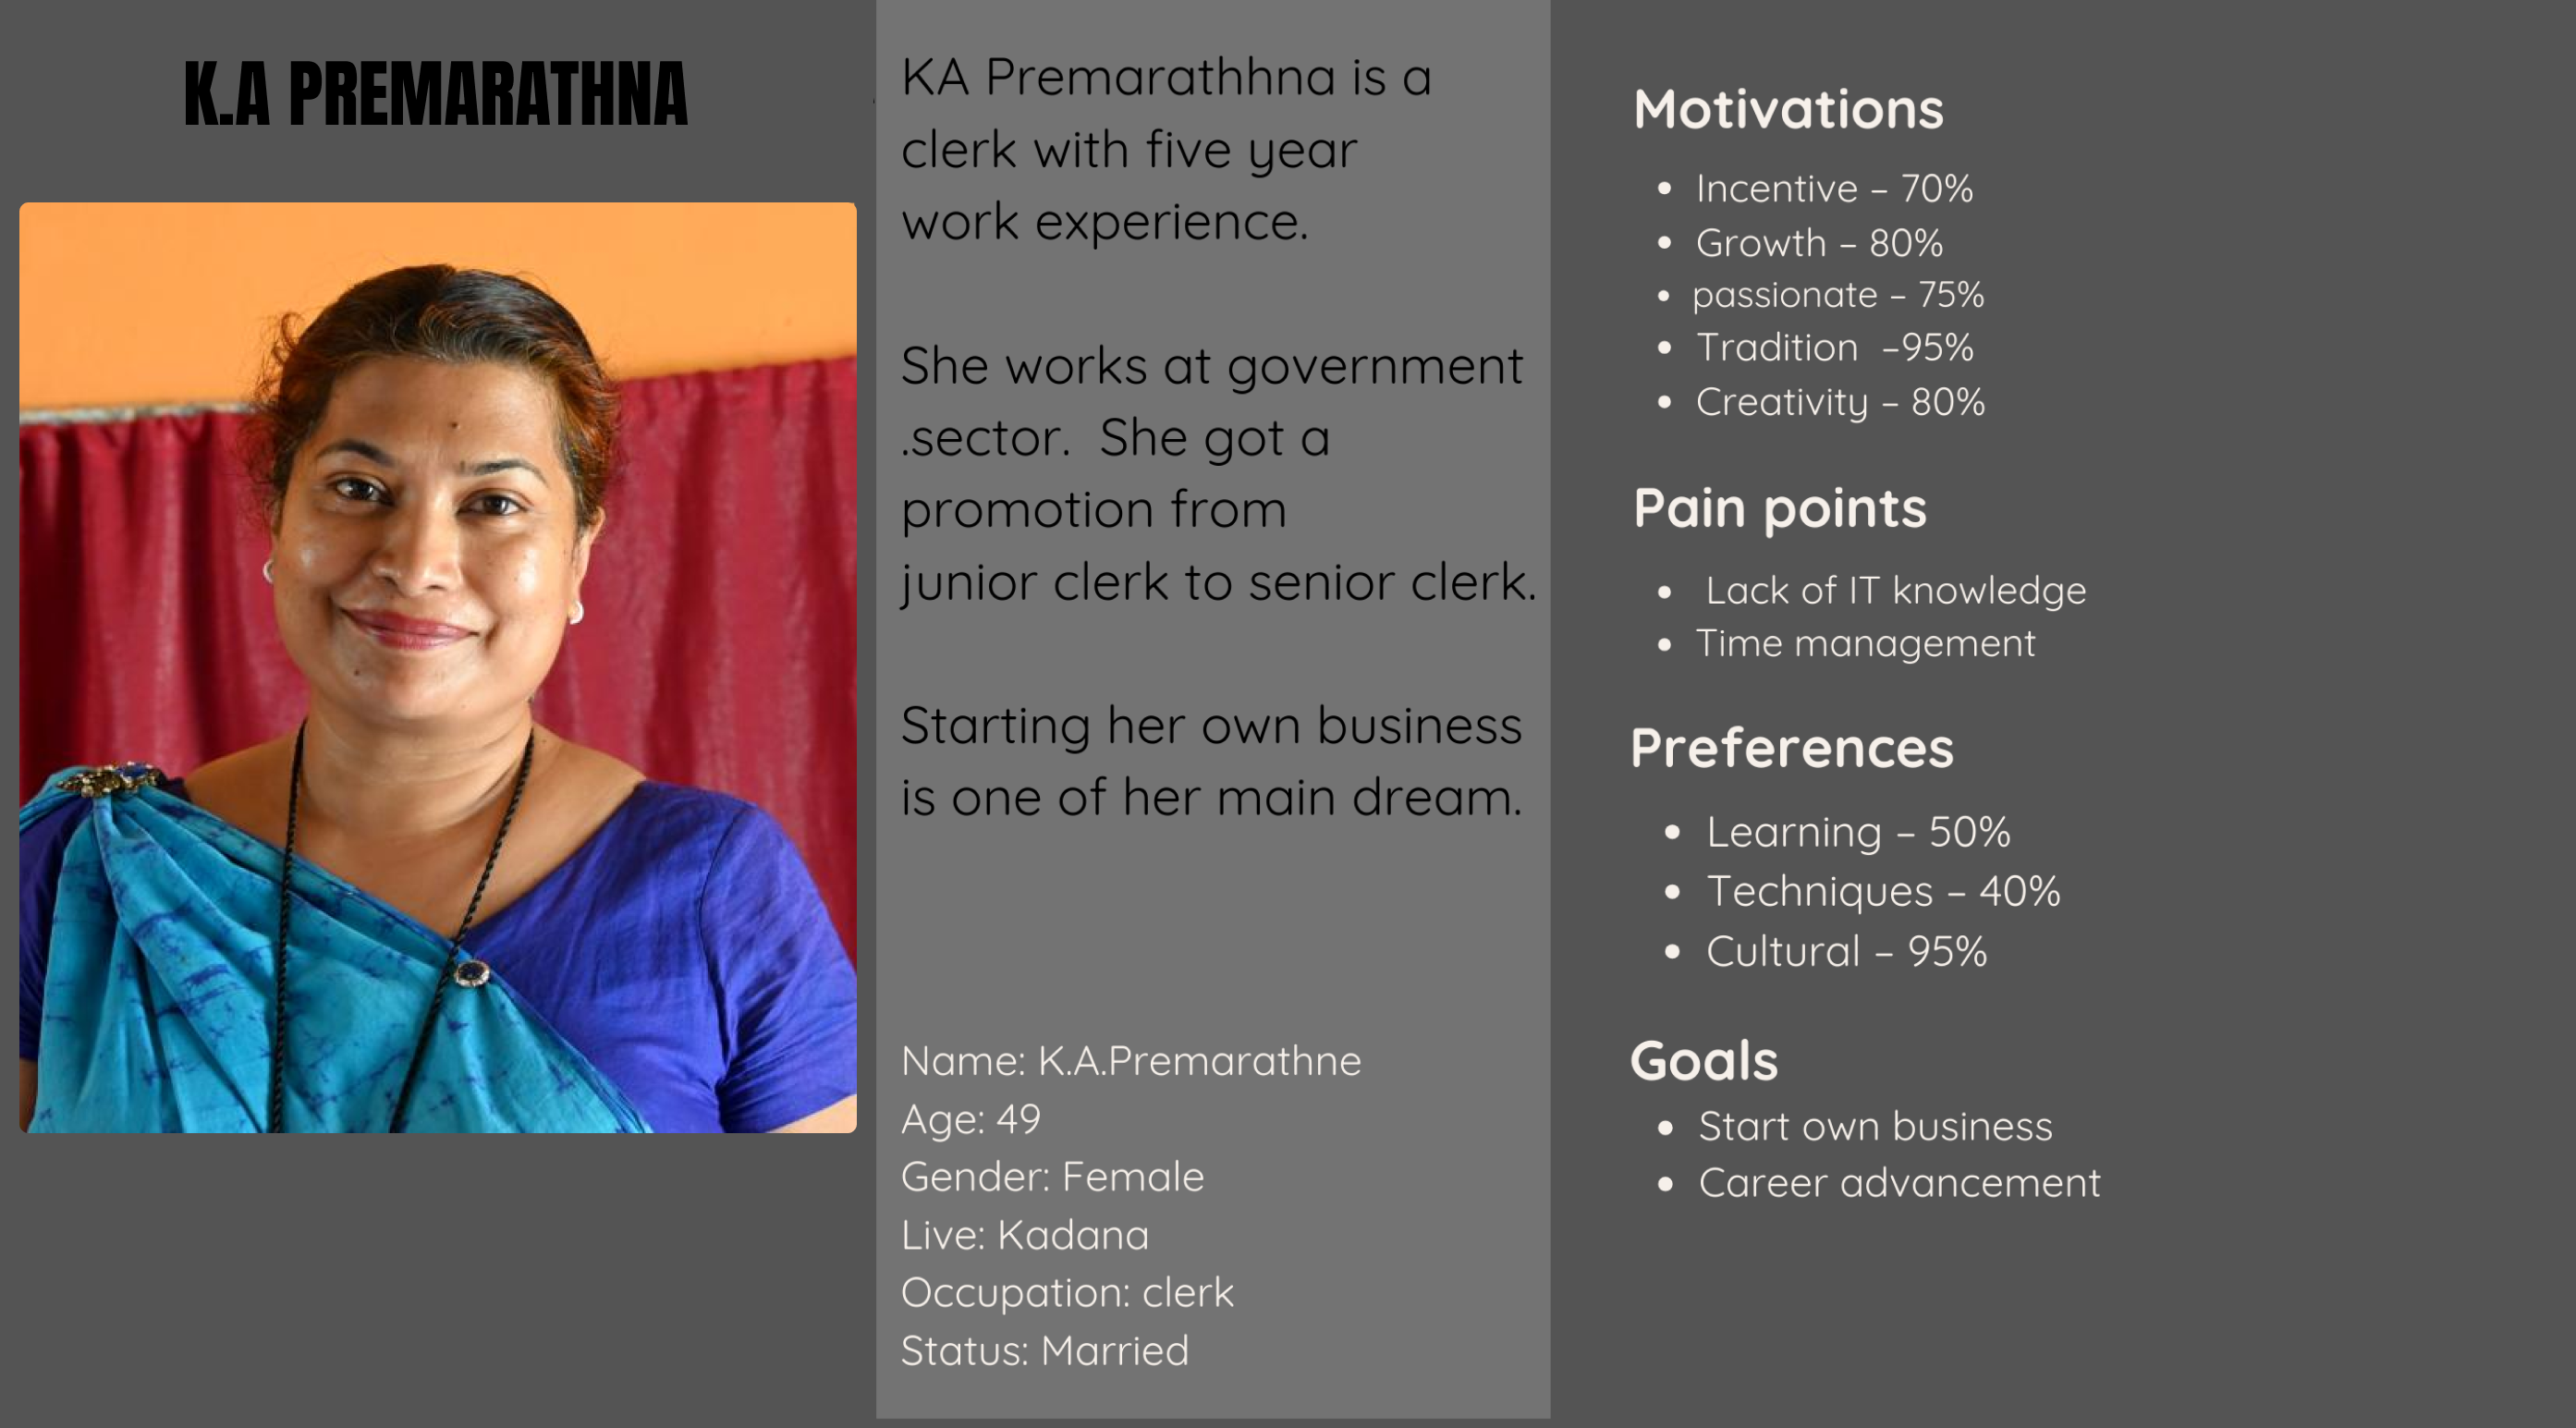 K.A PREMARATHNA
KA Premarathhna is a
clerk with five year
work experience.
She works at government
.sector.  She got a
promotion from
junior clerk to senior clerk.
Starting her own business
is one of her main dream.
Name: K.A.Premarathne
Age: 49
Gender: Female
Live: Kadana
Occupation: clerk
Status: Married
Motivations
• Incentive – 70%
• Growth – 80%
• passionate – 75%
• Tradition  –95%
• Creativity – 80%
Pain points
• Lack of IT knowledge
• Time management
Preferences
• Learning – 50%
• Techniques – 40%
• Cultural – 95%
Goals
• Start own business
• Career advancement